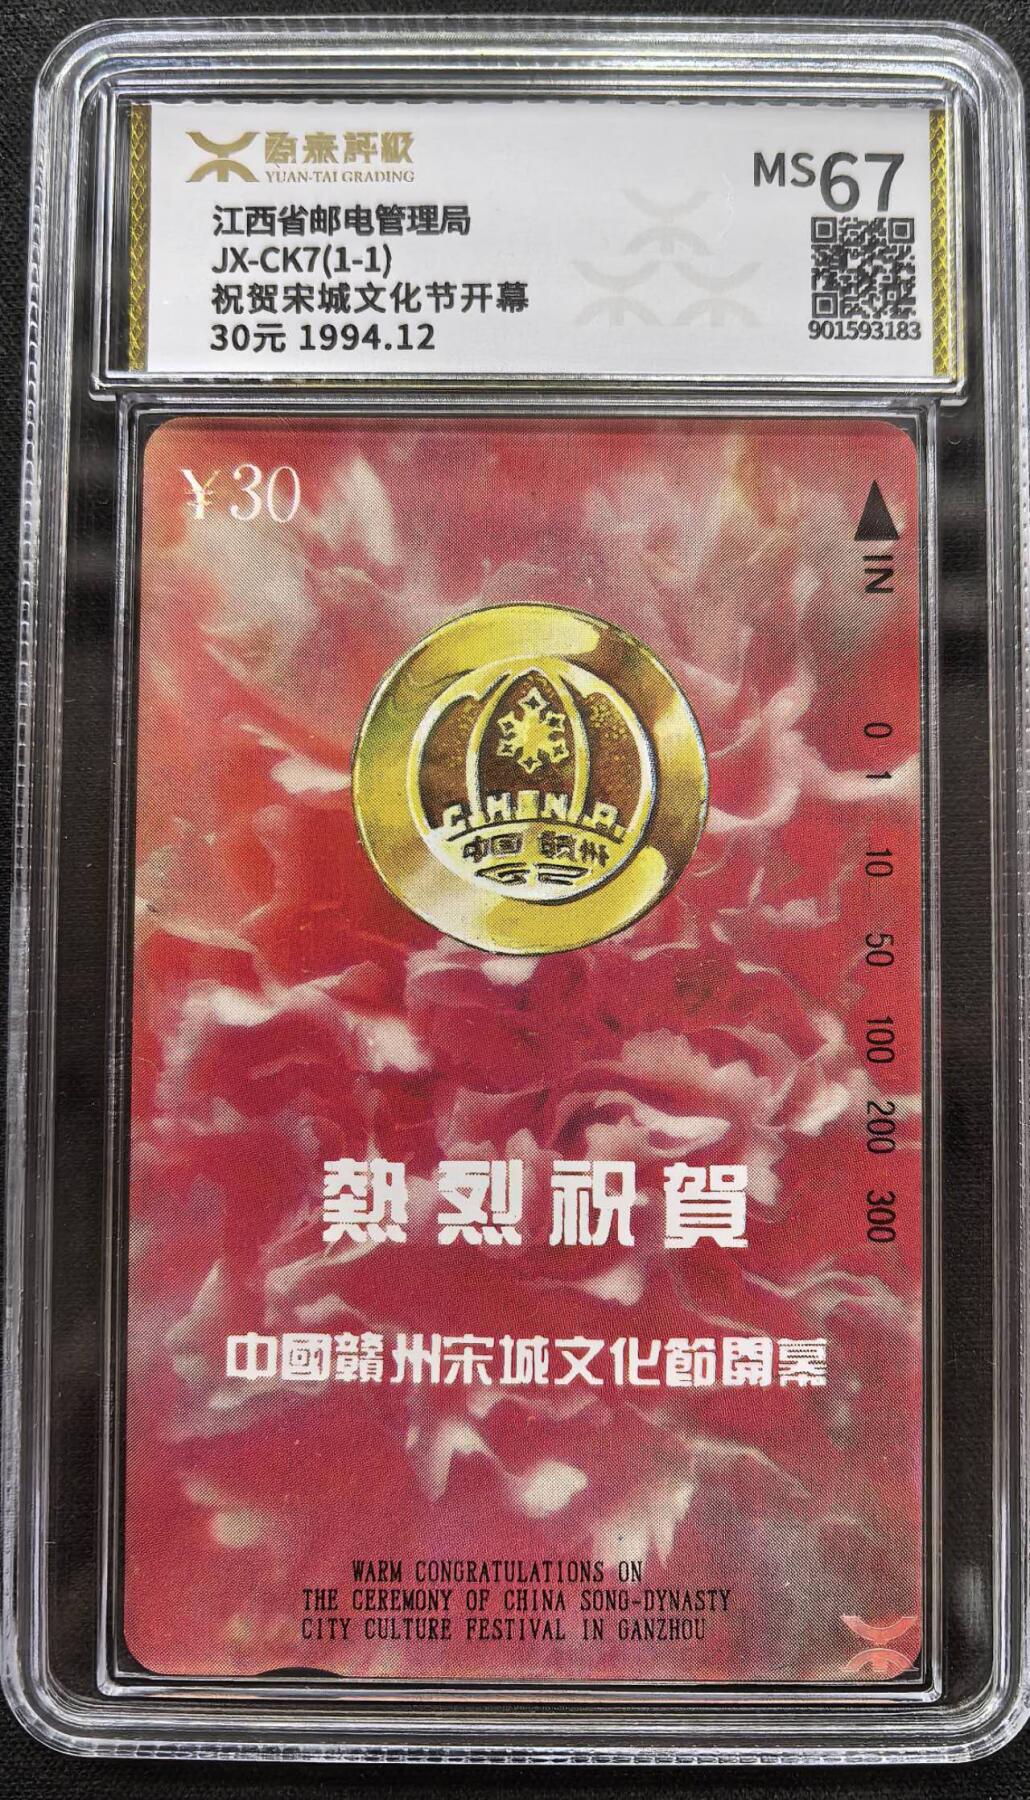 源泰評級
YUAN-TAI GRADING
MS67
江西省邮电管理局
JX-CK7(1-1)
祝贺宋城文化节开幕
30元 1994.12
901593183
¥30
IN
0
1
10
50
100
200
300
CHINA
中国 赣州
熱烈祝賀
中國贛州宋城文化節開幕
WARM CONGRATULATIONS ON
THE CEREMONY OF CHINA SONG-DYNASTY
CITY CULTURE FESTIVAL IN GANZHOU